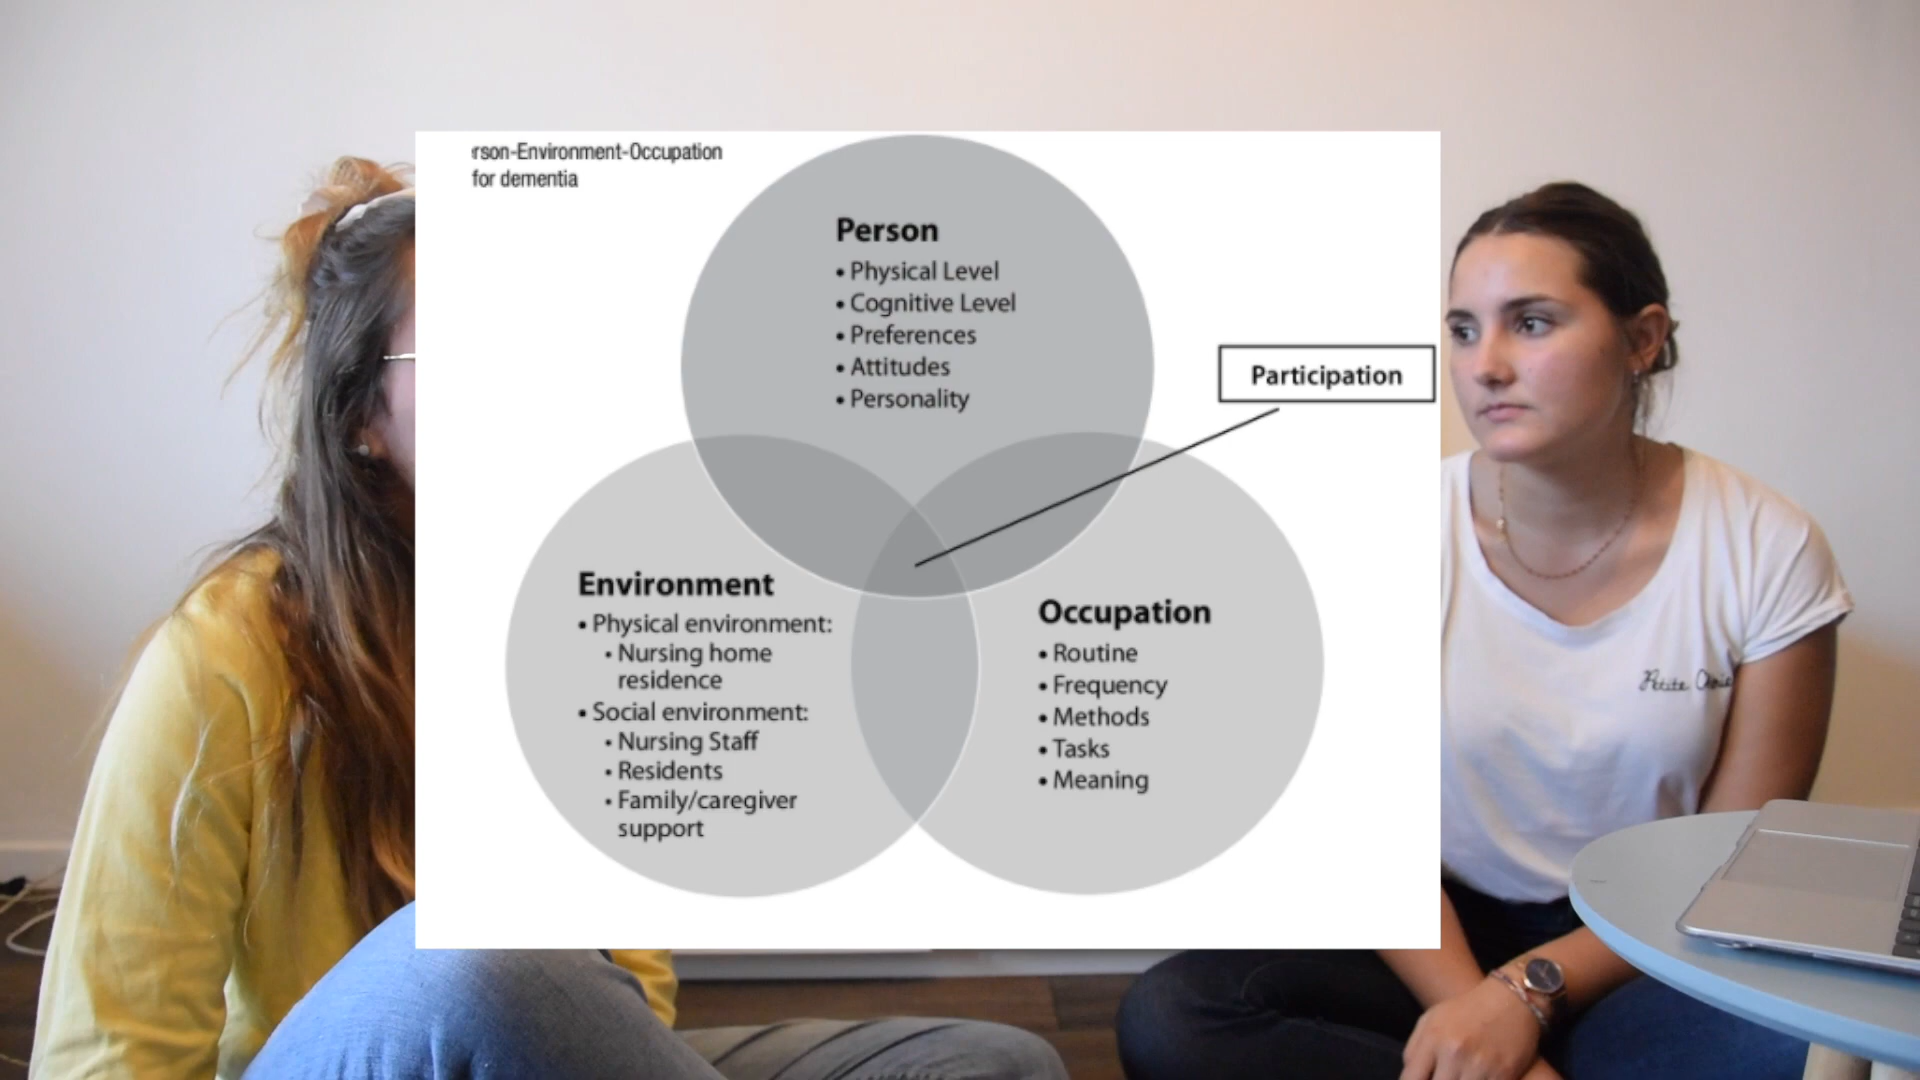 rson-Environment-Occupation
for dementia
Person
• Physical Level
• Cognitive Level
• Preferences
• Attitudes
• Personality
Participation
Environment
• Physical environment:
• Nursing home
residence
• Social environment:
• Nursing Staff
• Residents
• Family/caregiver
support
Occupation
• Routine
• Frequency
• Methods
• Tasks
• Meaning
Petite